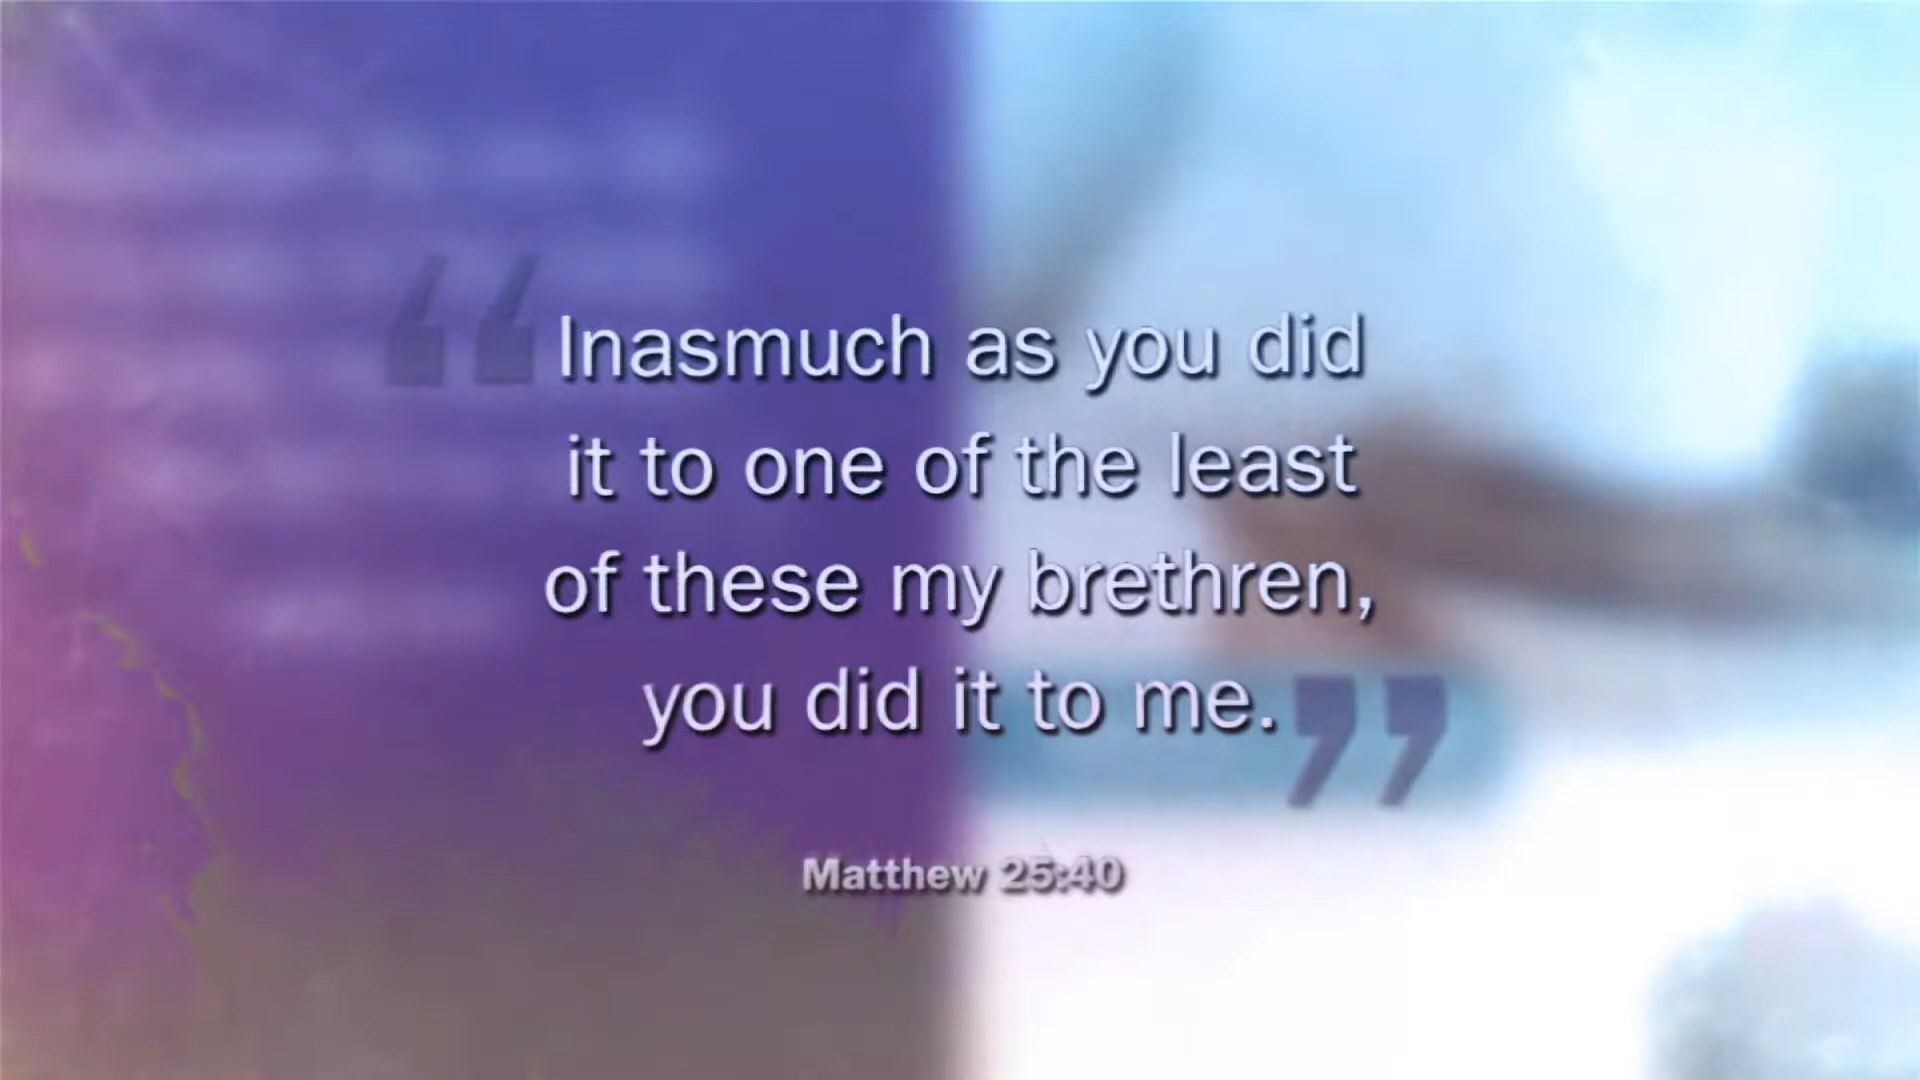 “Inasmuch as you did
it to one of the least
of these my brethren,
you did it to me.”
Matthew 25:40